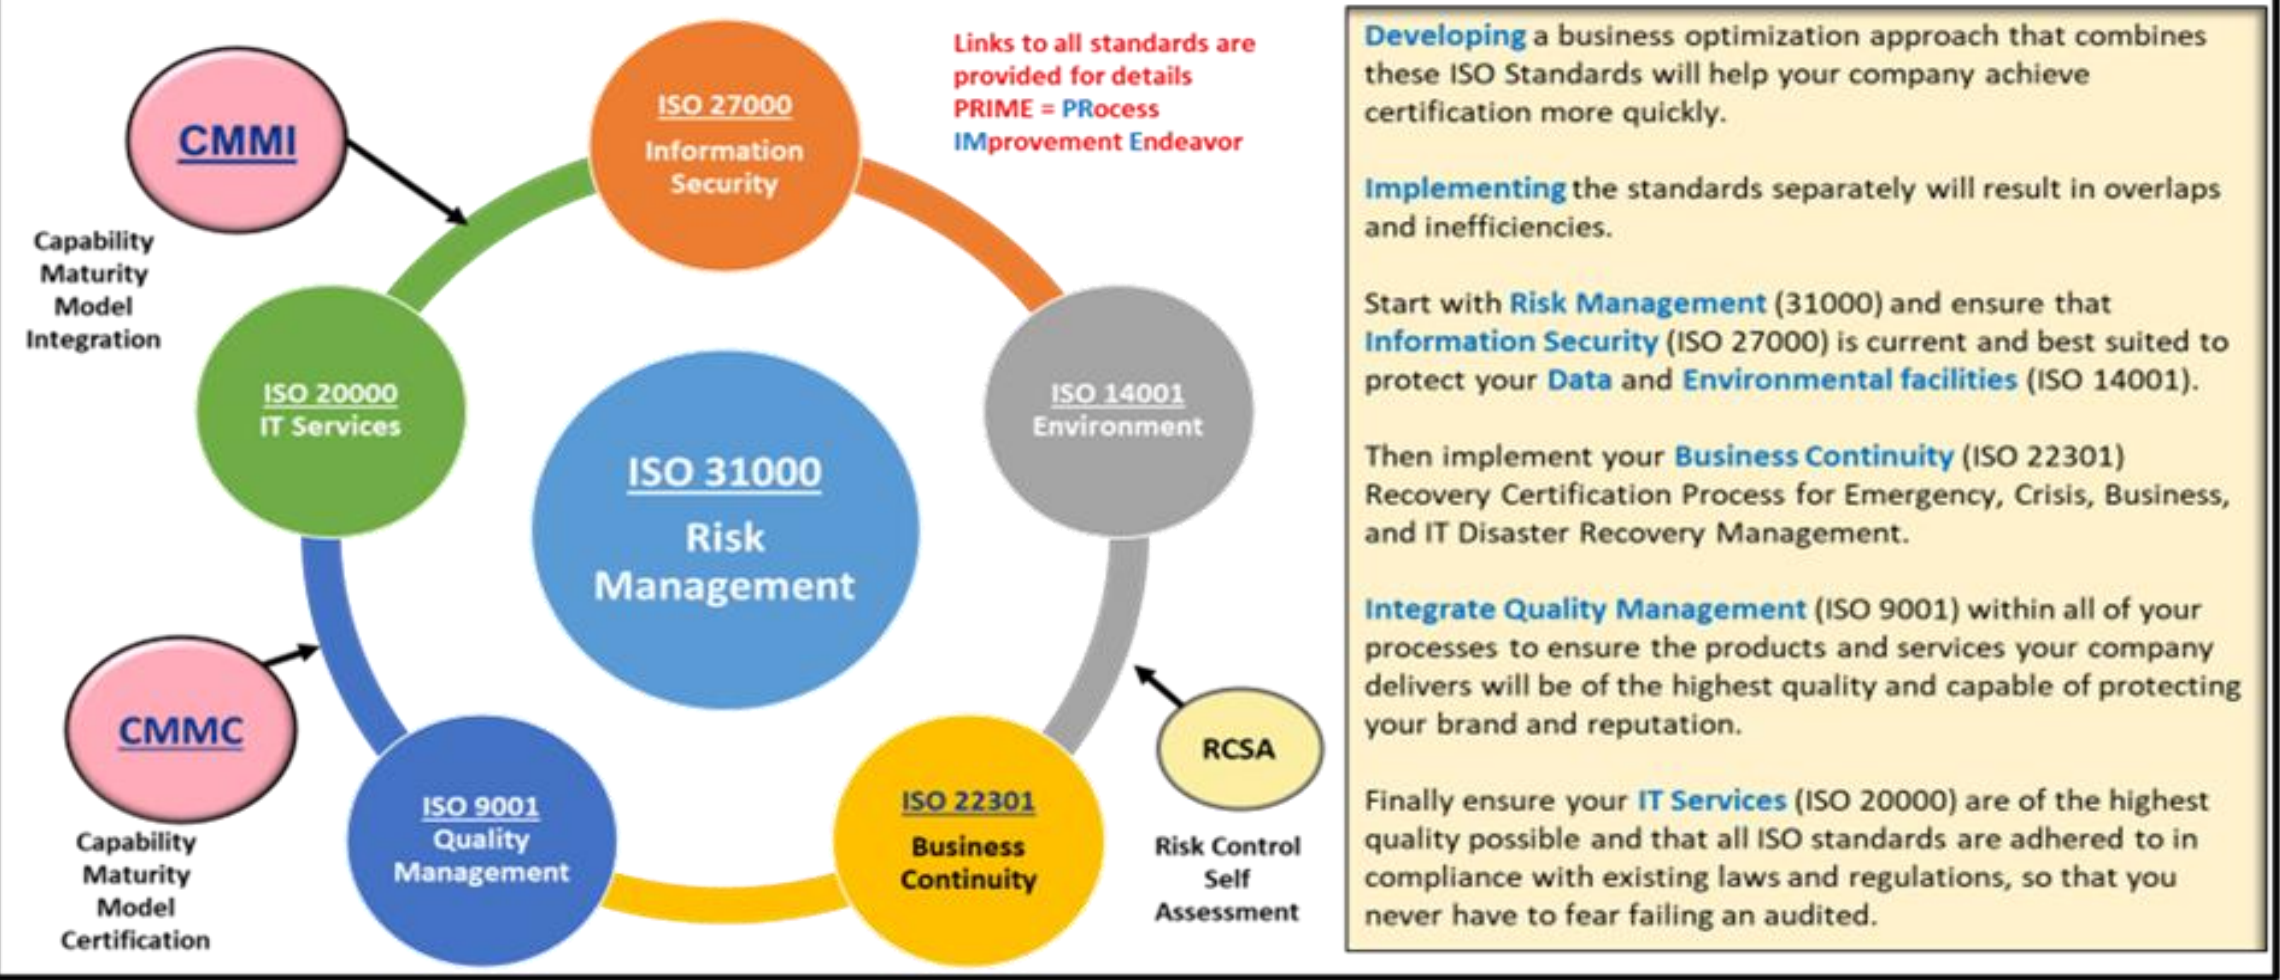 CMMI
Capability
Maturity
Model
Integration
ISO 27000
Information
Security
Links to all standards are
provided for details
PRIME = PRocess
IMprovement Endeavor
ISO 20000
IT Services
ISO 14001
Environment
ISO 31000
Risk
Management
CMMC
Capability
Maturity
Model
Certification
ISO 9001
Quality
Management
ISO 22301
Business
Continuity
RCSA
Risk Control
Self
Assessment
Developing a business optimization approach that combines
these ISO Standards will help your company achieve
certification more quickly.
Implementing the standards separately will result in overlaps
and inefficiencies.
Start with Risk Management (31000) and ensure that
Information Security (ISO 27000) is current and best suited to
protect your Data and Environmental facilities (ISO 14001).
Then implement your Business Continuity (ISO 22301)
Recovery Certification Process for Emergency, Crisis, Business,
and IT Disaster Recovery Management.
Integrate Quality Management (ISO 9001) within all of your
processes to ensure the products and services your company
delivers will be of the highest quality and capable of protecting
your brand and reputation.
Finally ensure your IT Services (ISO 20000) are of the highest
quality possible and that all ISO standards are adhered to in
compliance with existing laws and regulations, so that you
never have to fear failing an audited.